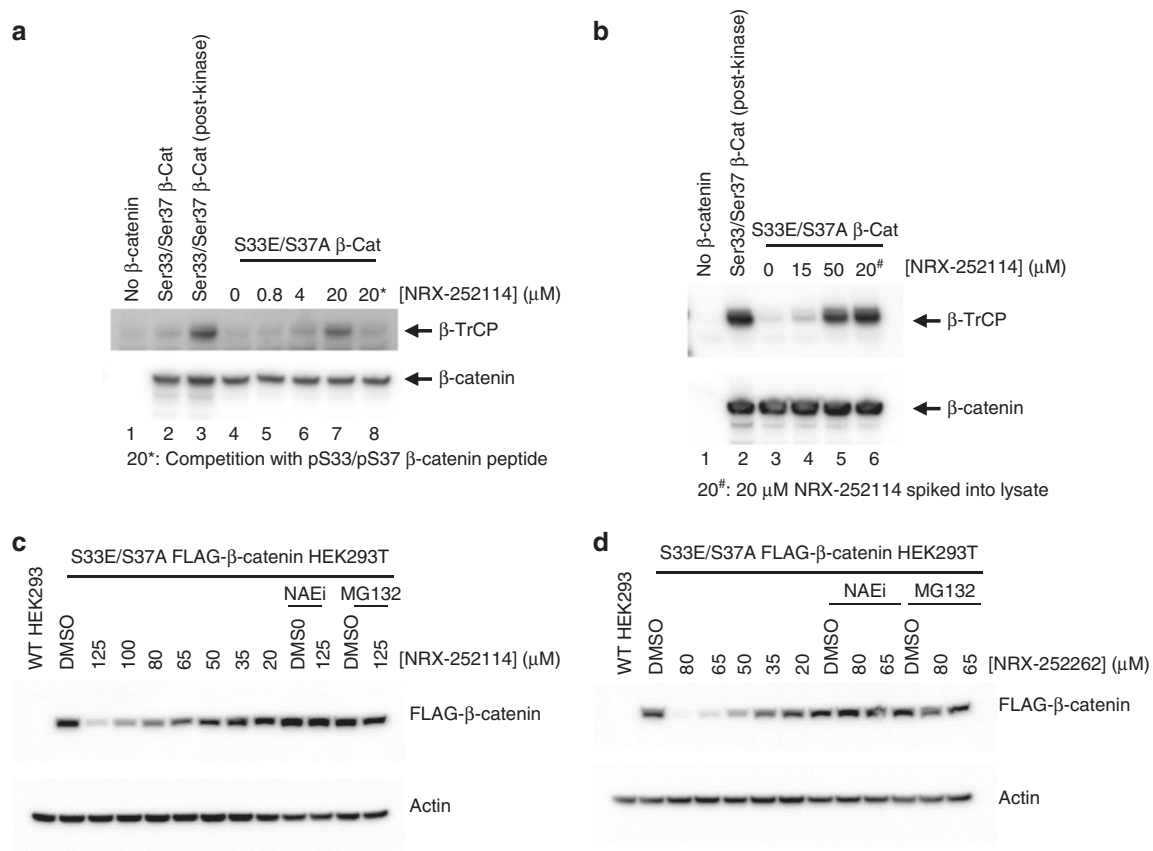 a
No β-catenin
Ser33/Ser37 β-Cat
Ser33/Ser37 β-Cat (post-kinase)
S33E/S37A β-Cat
0 0.8 4 20 20* [NRX-252114] (μM)
β-TrCP
β-catenin
1 2 3 4 5 6 7 8
20*: Competition with pS33/pS37 β-catenin peptide
b
No β-catenin
Ser33/Ser37 β-Cat (post-kinase)
S33E/S37A β-Cat
0 15 50 20# [NRX-252114] (μM)
β-TrCP
β-catenin
1 2 3 4 5 6
20#: 20 μM NRX-252114 spiked into lysate
c
S33E/S37A FLAG-β-catenin HEK293T
NAEi MG132
WT HEK293 DMSO 125 100 80 65 50 35 20 DMS0 125 DMSO 125 [NRX-252114] (μM)
FLAG-β-catenin
Actin
d
S33E/S37A FLAG-β-catenin HEK293T
NAEi MG132
WT HEK293 DMSO 80 65 50 35 20 DMSO 80 65 DMSO 80 65 [NRX-252262] (μM)
FLAG-β-catenin
Actin